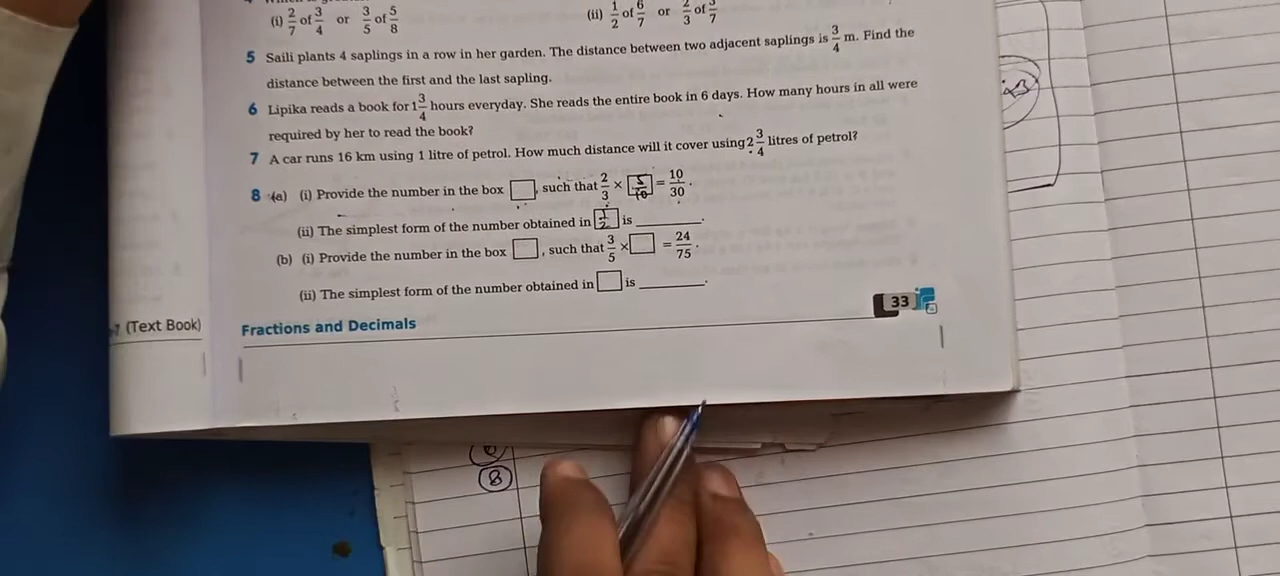 (i) 2/7 of 3/4 or 3/5 of 5/8 (ii) 1/2 of 6/7 or 2/3 of 3/7
5 Saili plants 4 saplings in a row in her garden. The distance between two adjacent saplings is 3/4 m. Find the
distance between the first and the last sapling.
6 Lipika reads a book for 1 3/4 hours everyday. She reads the entire book in 6 days. How many hours in all were
required by her to read the book?
7 A car runs 16 km using 1 litre of petrol. How much distance will it cover using 2 3/4 litres of petrol?
8 (a) (i) Provide the number in the box □, such that 2/3 × 5/10 = 10/30.
(ii) The simplest form of the number obtained in 1/2 is ______.
(b) (i) Provide the number in the box □, such that 3/5 × □ = 24/75.
(ii) The simplest form of the number obtained in □ is ______.
33
(Text Book)
Fractions and Decimals
8